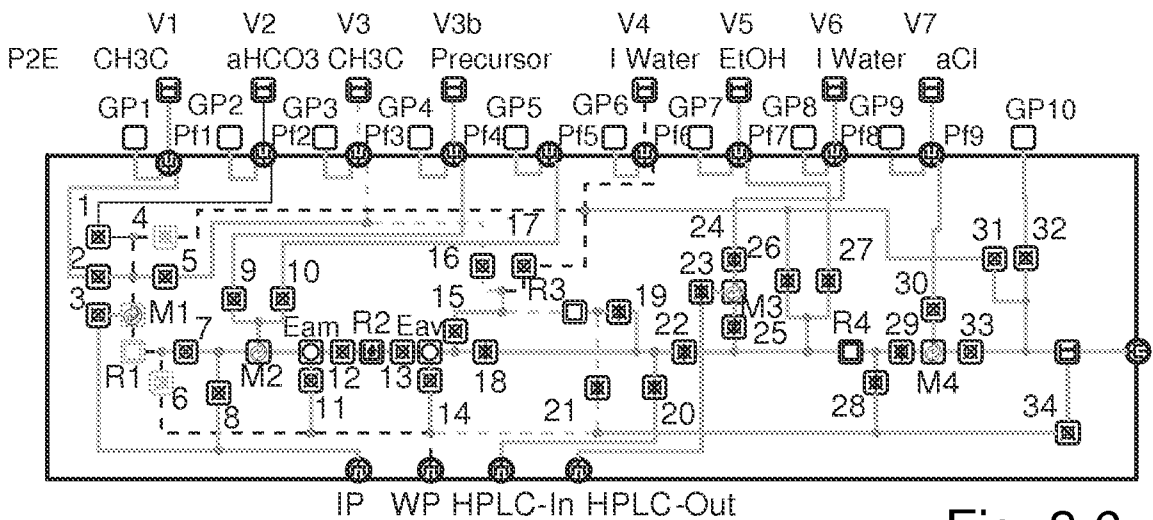 V1 V2 V3 V3b V4 V5 V6 V7
P2E CH3C aHCO3 CH3C Precursor I Water EtOH I Water aCl
GP1 GP2 GP3 GP4 GP5 GP6 GP7 GP8 GP9 GP10
Pf1 Pf2 Pf3 Pf4 Pf5 Pf6 Pf7 Pf8 Pf9
1 4 17 24
2 5 9 10 16 23 26 27 31 32
3 M1 15 R3 19 M3 30
7 Eam R2 Eav 22 25 R4 29 33
R1 M2 12 13 18 M4
6 8 11 14 21 20 28 34
IP WP HPLC-In HPLC-Out